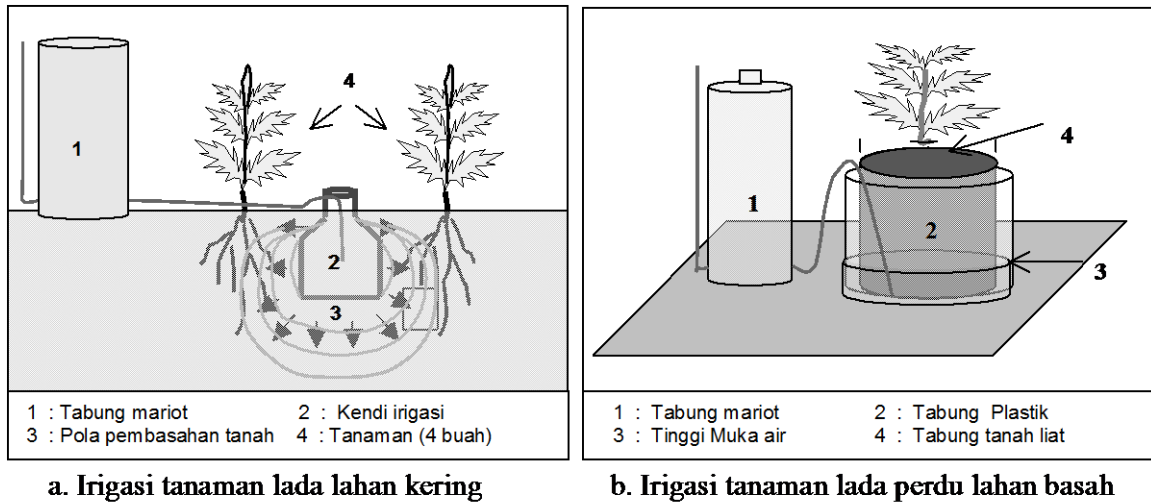 4
1
2
3
1 : Tabung mariot 2 : Kendi irigasi
3 : Pola pembasahan tanah 4 : Tanaman (4 buah)
a. Irigasi tanaman lada lahan kering
4
1
2
3
1 : Tabung mariot 2 : Tabung Plastik
3 : Tinggi Muka air 4 : Tabung tanah liat
b. Irigasi tanaman lada perdu lahan basah